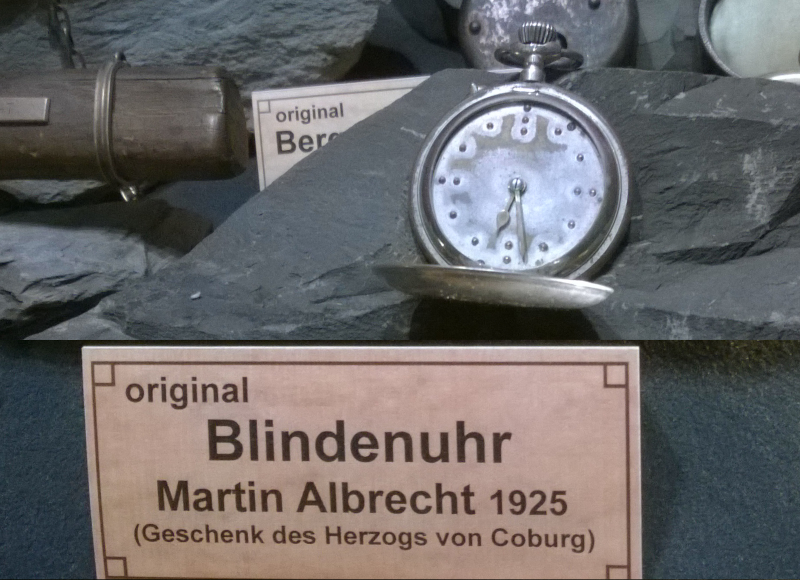 original
original
Blindenuhr
Martin Albrecht 1925
(Geschenk des Herzogs von Coburg)